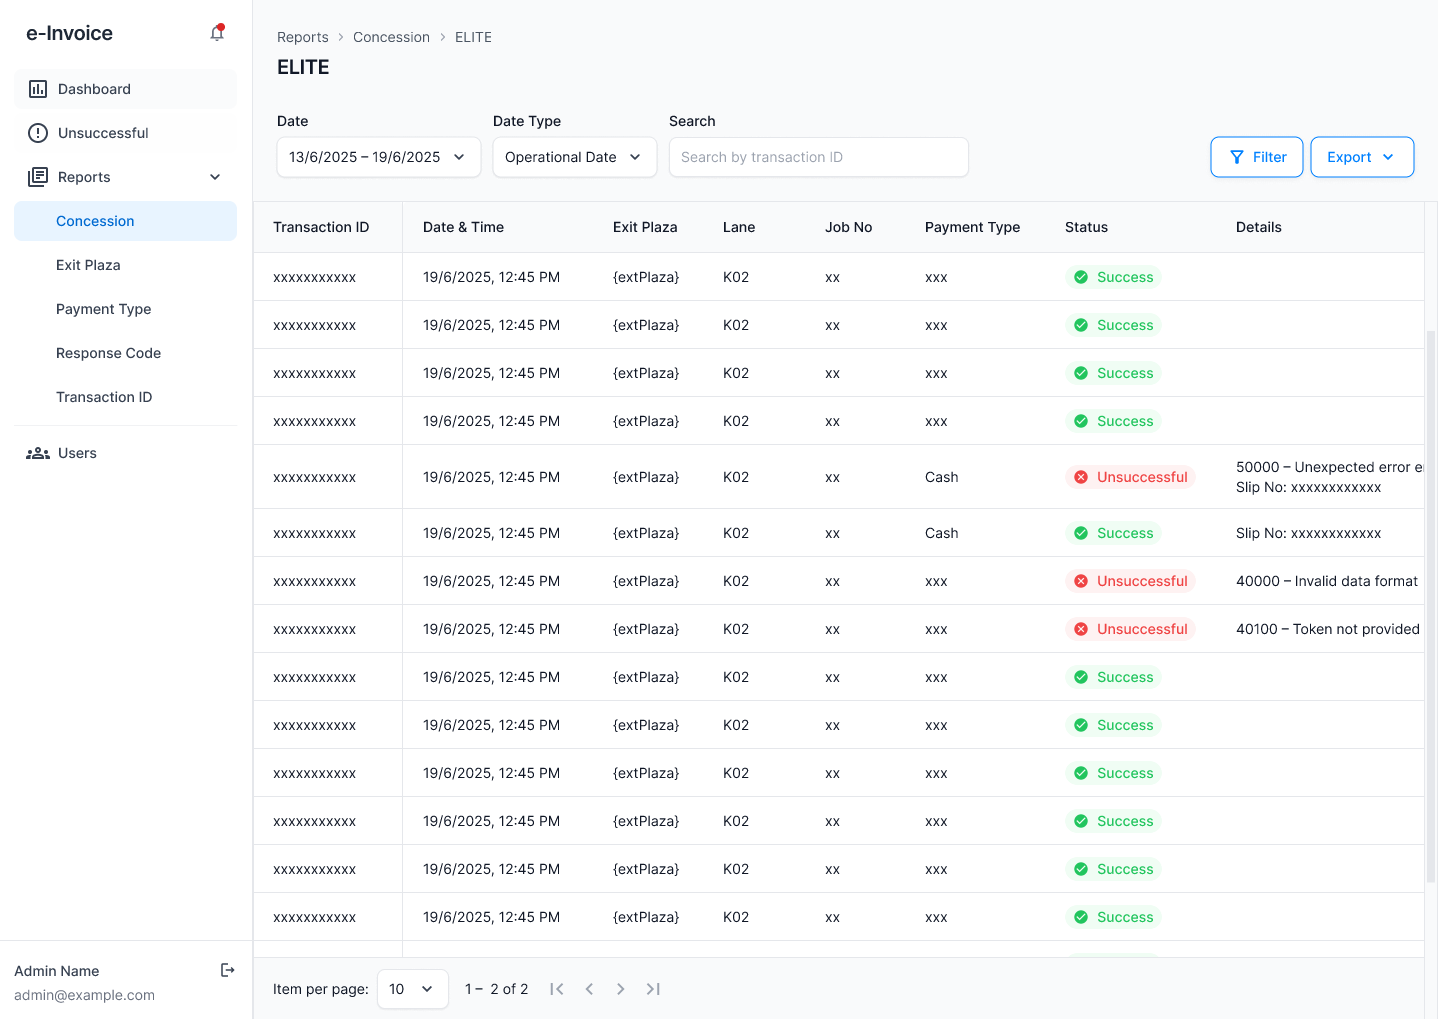 e-Invoice
Dashboard
Unsuccessful
Reports
Concession
Exit Plaza
Payment Type
Response Code
Transaction ID
Users
Admin Name
admin@example.com
Reports > Concession > ELITE
ELITE
Date Date Type Search
13/6/2025 – 19/6/2025 Operational Date Search by transaction ID Filter Export
Transaction ID Date & Time Exit Plaza Lane Job No Payment Type Status Details
xxxxxxxxxxx 19/6/2025, 12:45 PM {extPlaza} K02 xx xxx Success
xxxxxxxxxxx 19/6/2025, 12:45 PM {extPlaza} K02 xx xxx Success
xxxxxxxxxxx 19/6/2025, 12:45 PM {extPlaza} K02 xx xxx Success
xxxxxxxxxxx 19/6/2025, 12:45 PM {extPlaza} K02 xx xxx Success
xxxxxxxxxxx 19/6/2025, 12:45 PM {extPlaza} K02 xx Cash Unsuccessful 50000 – Unexpected error
Slip No: xxxxxxxxxxxx
xxxxxxxxxxx 19/6/2025, 12:45 PM {extPlaza} K02 xx Cash Success Slip No: xxxxxxxxxxxx
xxxxxxxxxxx 19/6/2025, 12:45 PM {extPlaza} K02 xx xxx Unsuccessful 40000 – Invalid data format
xxxxxxxxxxx 19/6/2025, 12:45 PM {extPlaza} K02 xx xxx Unsuccessful 40100 – Token not provided
xxxxxxxxxxx 19/6/2025, 12:45 PM {extPlaza} K02 xx xxx Success
xxxxxxxxxxx 19/6/2025, 12:45 PM {extPlaza} K02 xx xxx Success
xxxxxxxxxxx 19/6/2025, 12:45 PM {extPlaza} K02 xx xxx Success
xxxxxxxxxxx 19/6/2025, 12:45 PM {extPlaza} K02 xx xxx Success
xxxxxxxxxxx 19/6/2025, 12:45 PM {extPlaza} K02 xx xxx Success
xxxxxxxxxxx 19/6/2025, 12:45 PM {extPlaza} K02 xx xxx Success
Item per page: 10 1 – 2 of 2